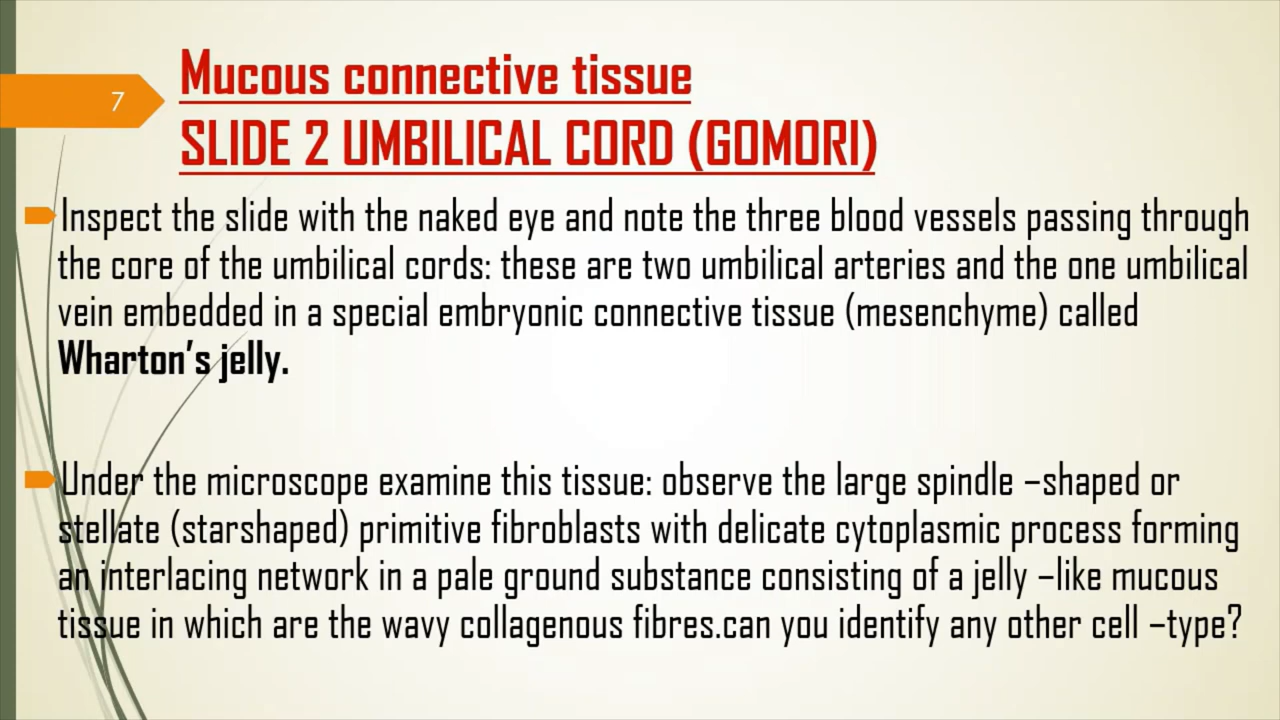 7
Mucous connective tissue
SLIDE 2 UMBILICAL CORD (GOMORI)
Inspect the slide with the naked eye and note the three blood vessels passing through
the core of the umbilical cords: these are two umbilical arteries and the one umbilical
vein embedded in a special embryonic connective tissue (mesenchyme) called
Wharton's jelly.
Under the microscope examine this tissue: observe the large spindle –shaped or
stellate (starshaped) primitive fibroblasts with delicate cytoplasmic process forming
an interlacing network in a pale ground substance consisting of a jelly –like mucous
tissue in which are the wavy collagenous fibres.can you identify any other cell –type?